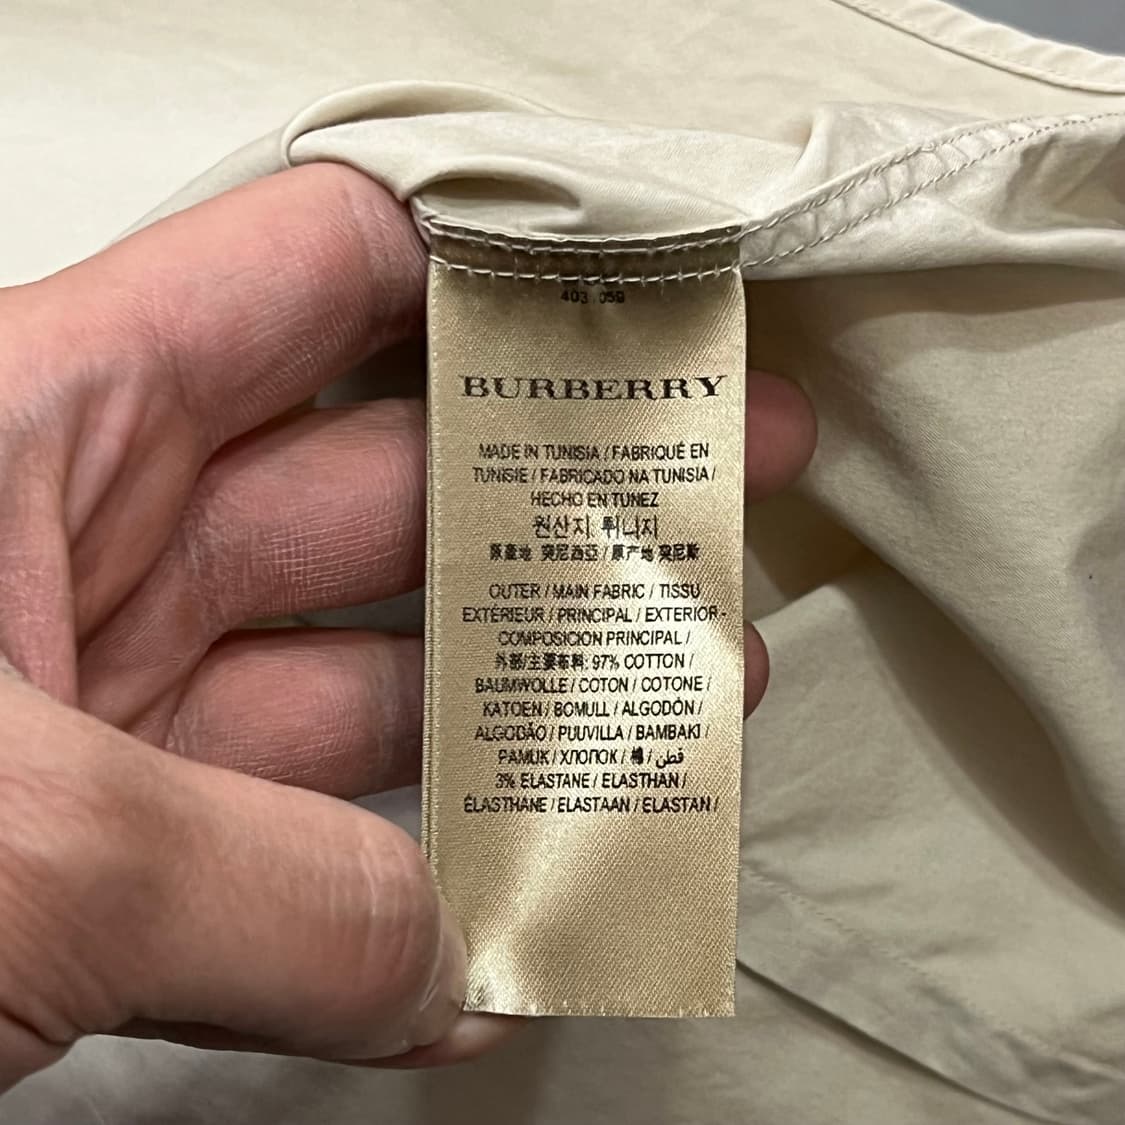 403 059
BURBERRY
MADE IN TUNISIA / FABRIQUÉ EN
TUNISIE / FABRICADO NA TUNISIA /
HECHO EN TUNEZ
원산지 튀니지
原產地 突尼西亞 / 原产地 突尼斯
OUTER / MAIN FABRIC / TISSU
EXTÉRIEUR / PRINCIPAL / EXTERIOR -
COMPOSICION PRINCIPAL /
外部/主要布料: 97% COTTON /
BAUMWOLLE / COTON / COTONE /
KATOEN / BOMULL / ALGODÓN /
ALGODÃO / PUUVILLA / BAMBAKI /
PAMUK / ХЛОПОК / 棉 / قطن
3% ELASTANE / ELASTHAN /
ÉLASTHANE / ELASTAAN / ELASTAN /